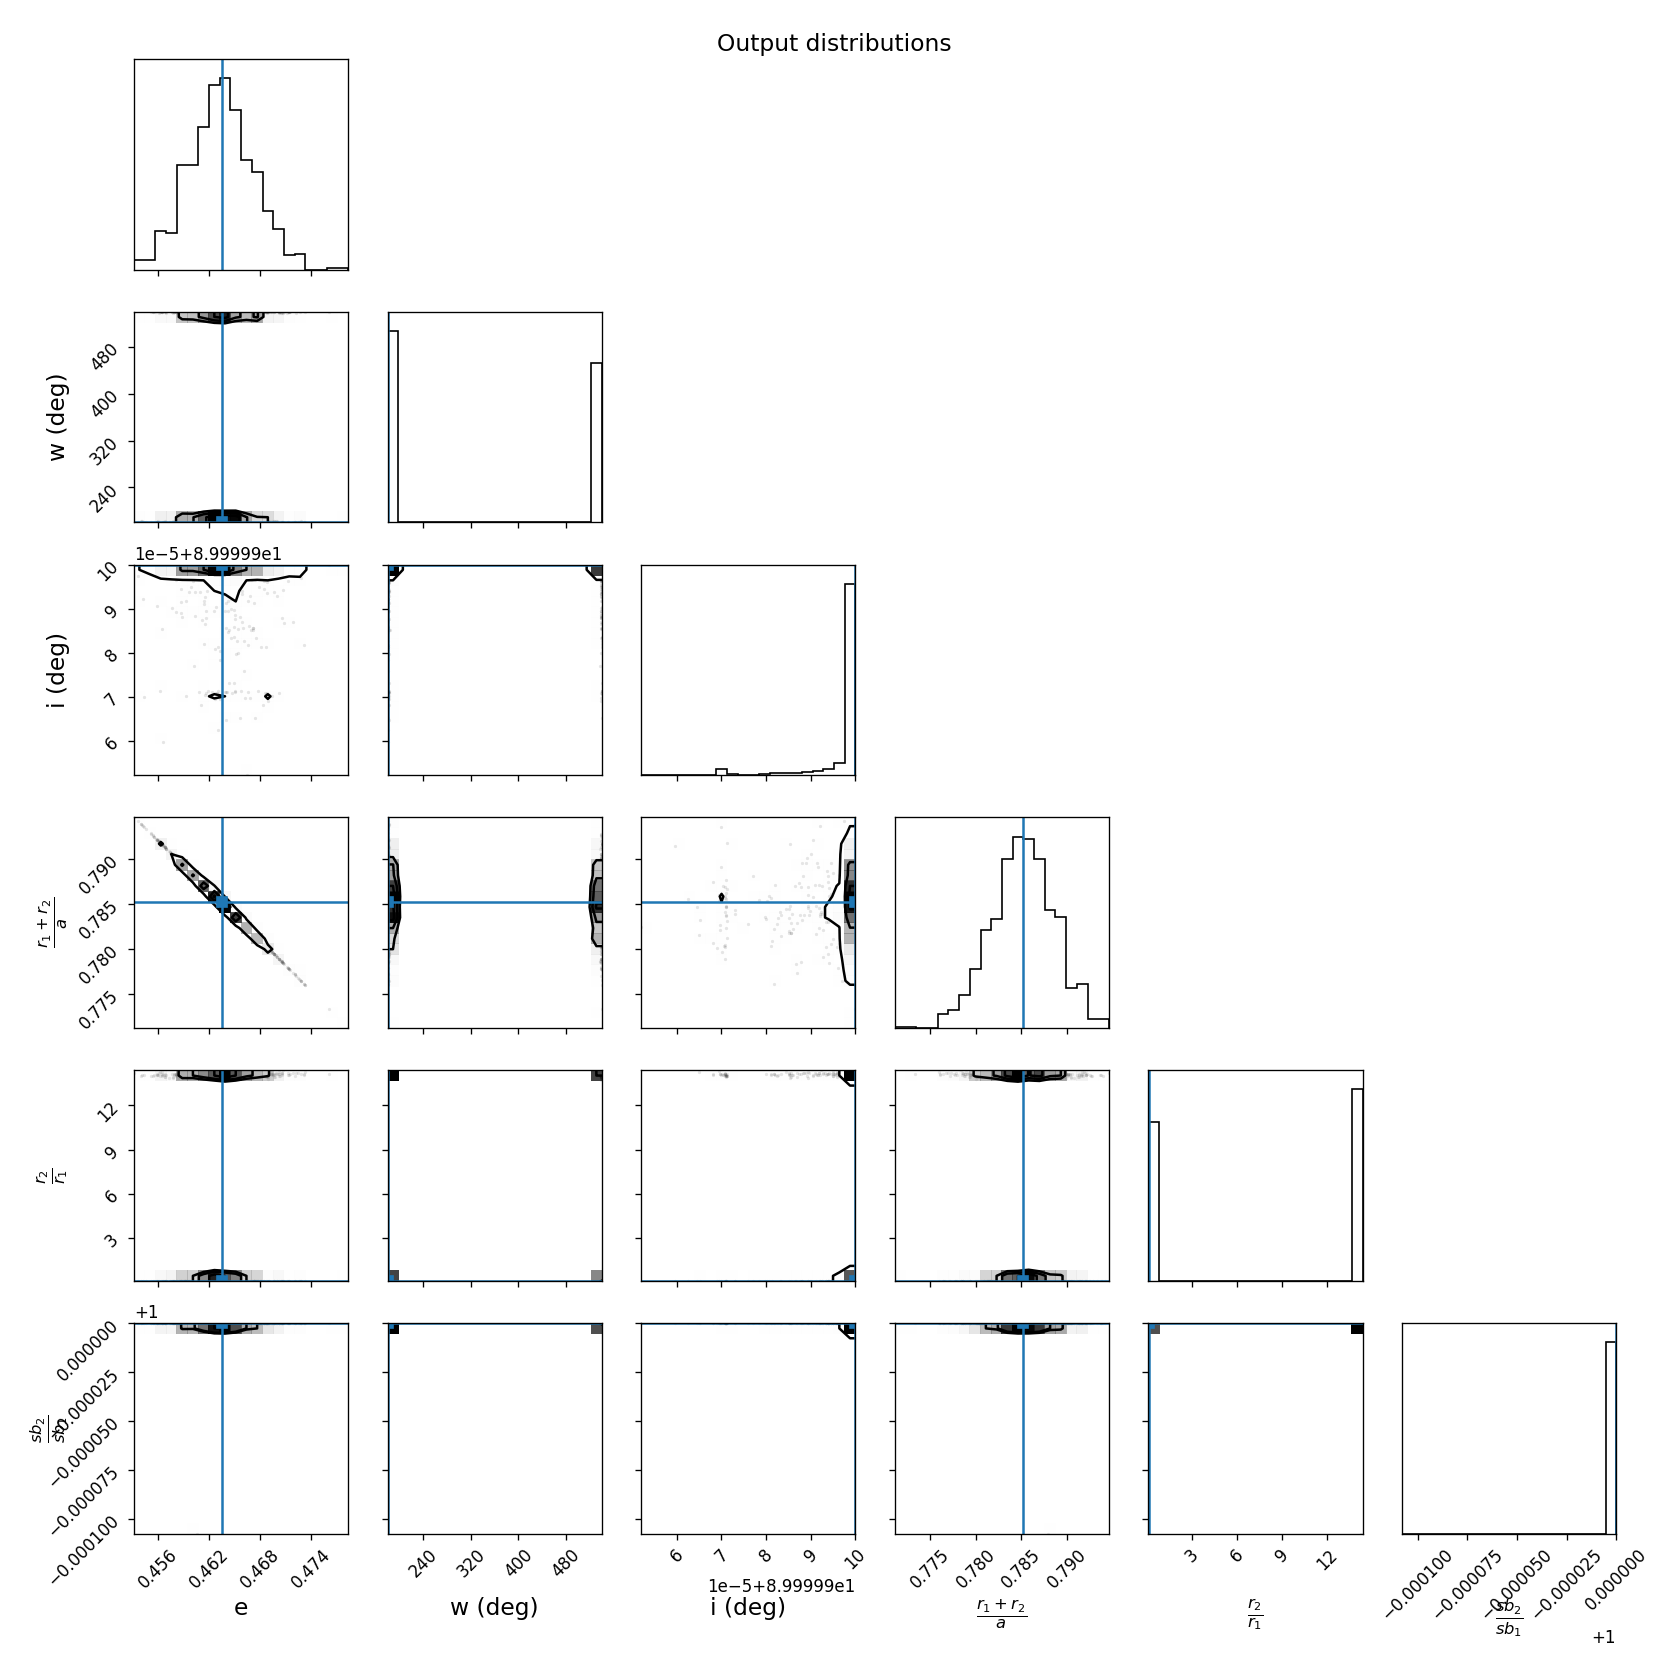 Output distributions
w (deg)
480
400
320
240
1e−5+8.99999e1
i (deg)
10
9
8
7
6
r₁ + r₂
a
0.790
0.785
0.780
0.775
r₂
r₁
12
9
6
3
+1
sb₂
sb₁
0.000000
−0.000025
−0.000050
−0.000075
−0.000100
0.456
0.462
0.468
0.474
e
240
320
400
480
w (deg)
6
7
8
9
10
1e−5+8.99999e1
i (deg)
0.775
0.780
0.785
0.790
r₁ + r₂
a
3
6
9
12
r₂
r₁
−0.000100
−0.000075
−0.000050
−0.000025
0.000000
sb₂
sb₁
+1